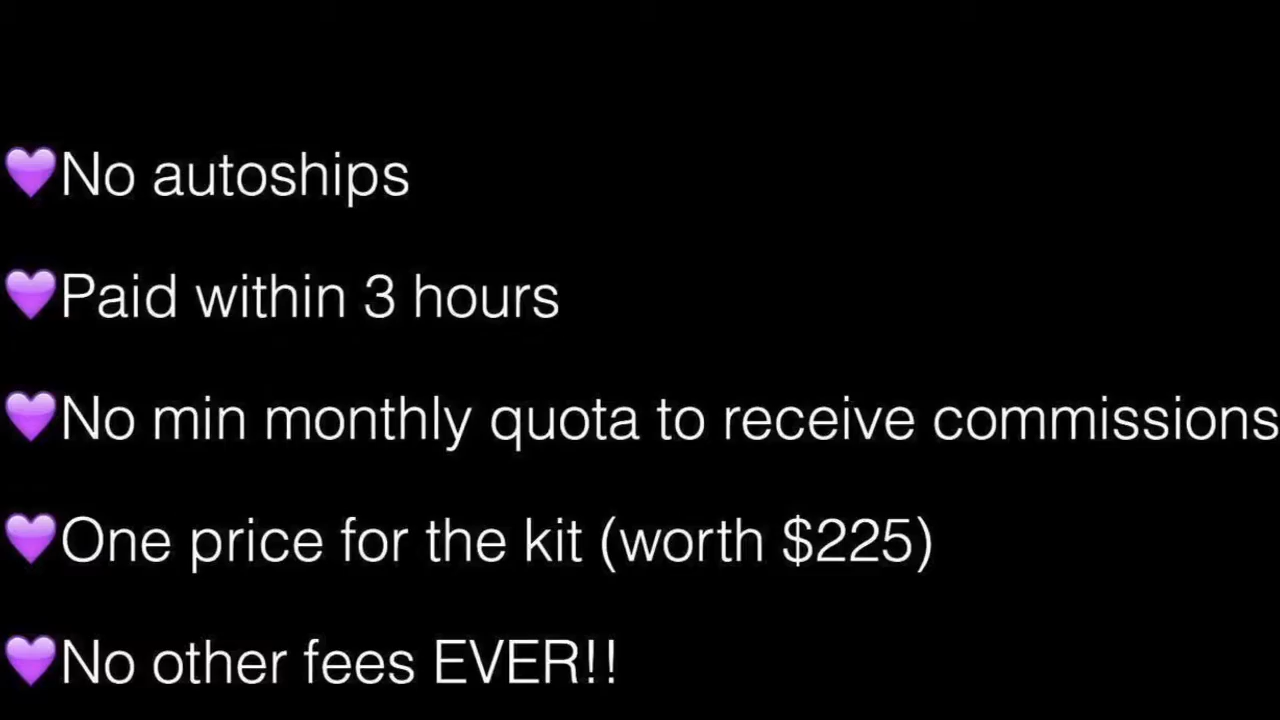 💜No autoships
💜Paid within 3 hours
💜No min monthly quota to receive commissions
💜One price for the kit (worth $225)
💜No other fees EVER!!